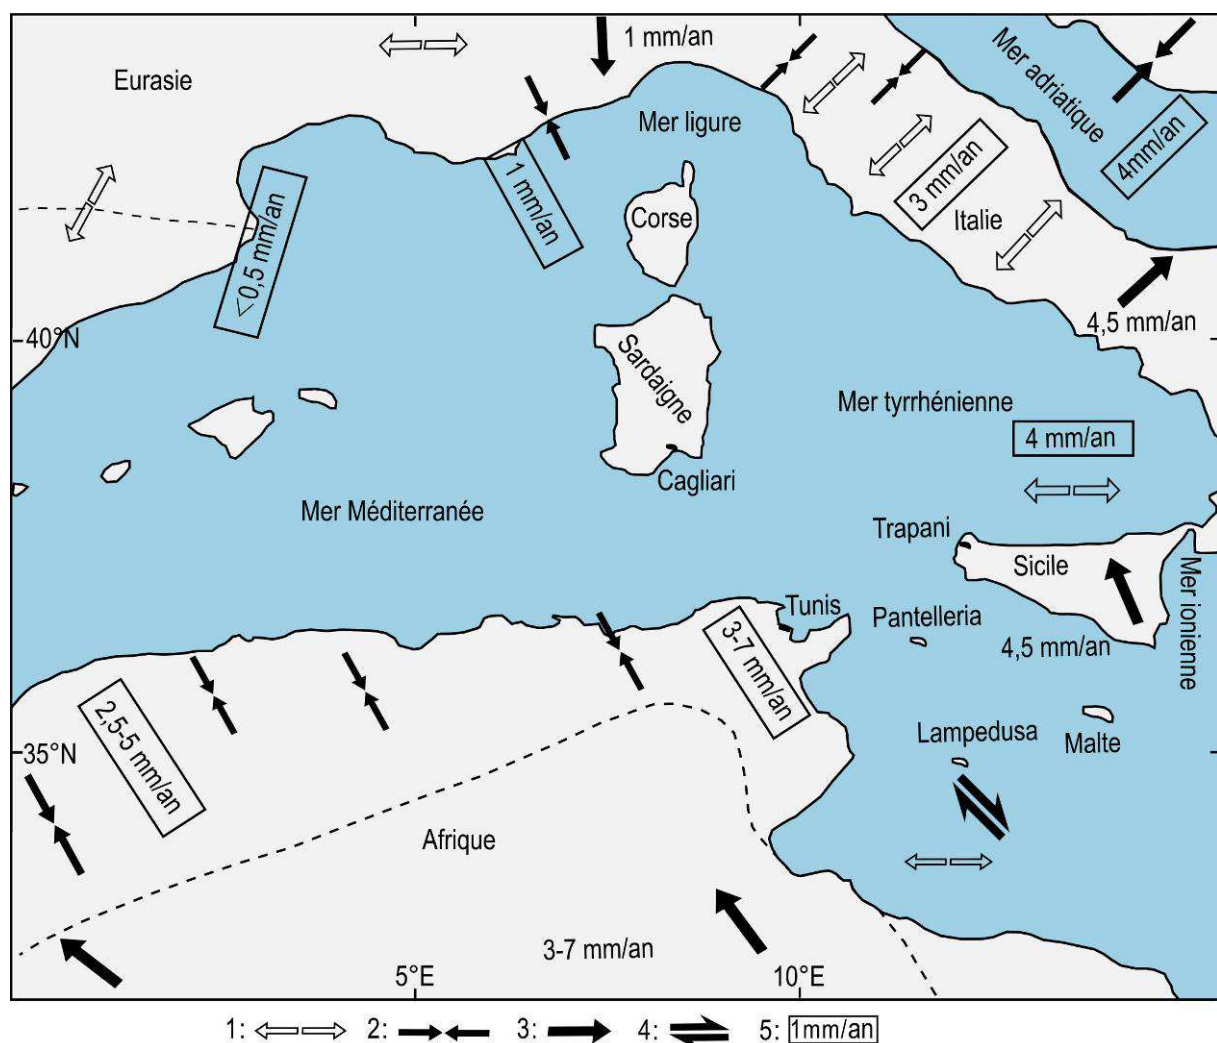 1 mm/an
Eurasie
Mer ligure
Mer adriatique
4mm/an
3 mm/an
1 mm/an
Corse
Italie
<0,5 mm/an
40°N
4,5 mm/an
Sardaigne
Mer tyrrhénienne
4 mm/an
Cagliari
Mer Méditerranée
Trapani
Sicile
Mer ionienne
Tunis
Pantelleria
4,5 mm/an
3-7 mm/an
2,5-5 mm/an
Lampedusa
Malte
35°N
Afrique
3-7 mm/an
5°E
10°E
1: 2: 3: 4: 5: 1mm/an